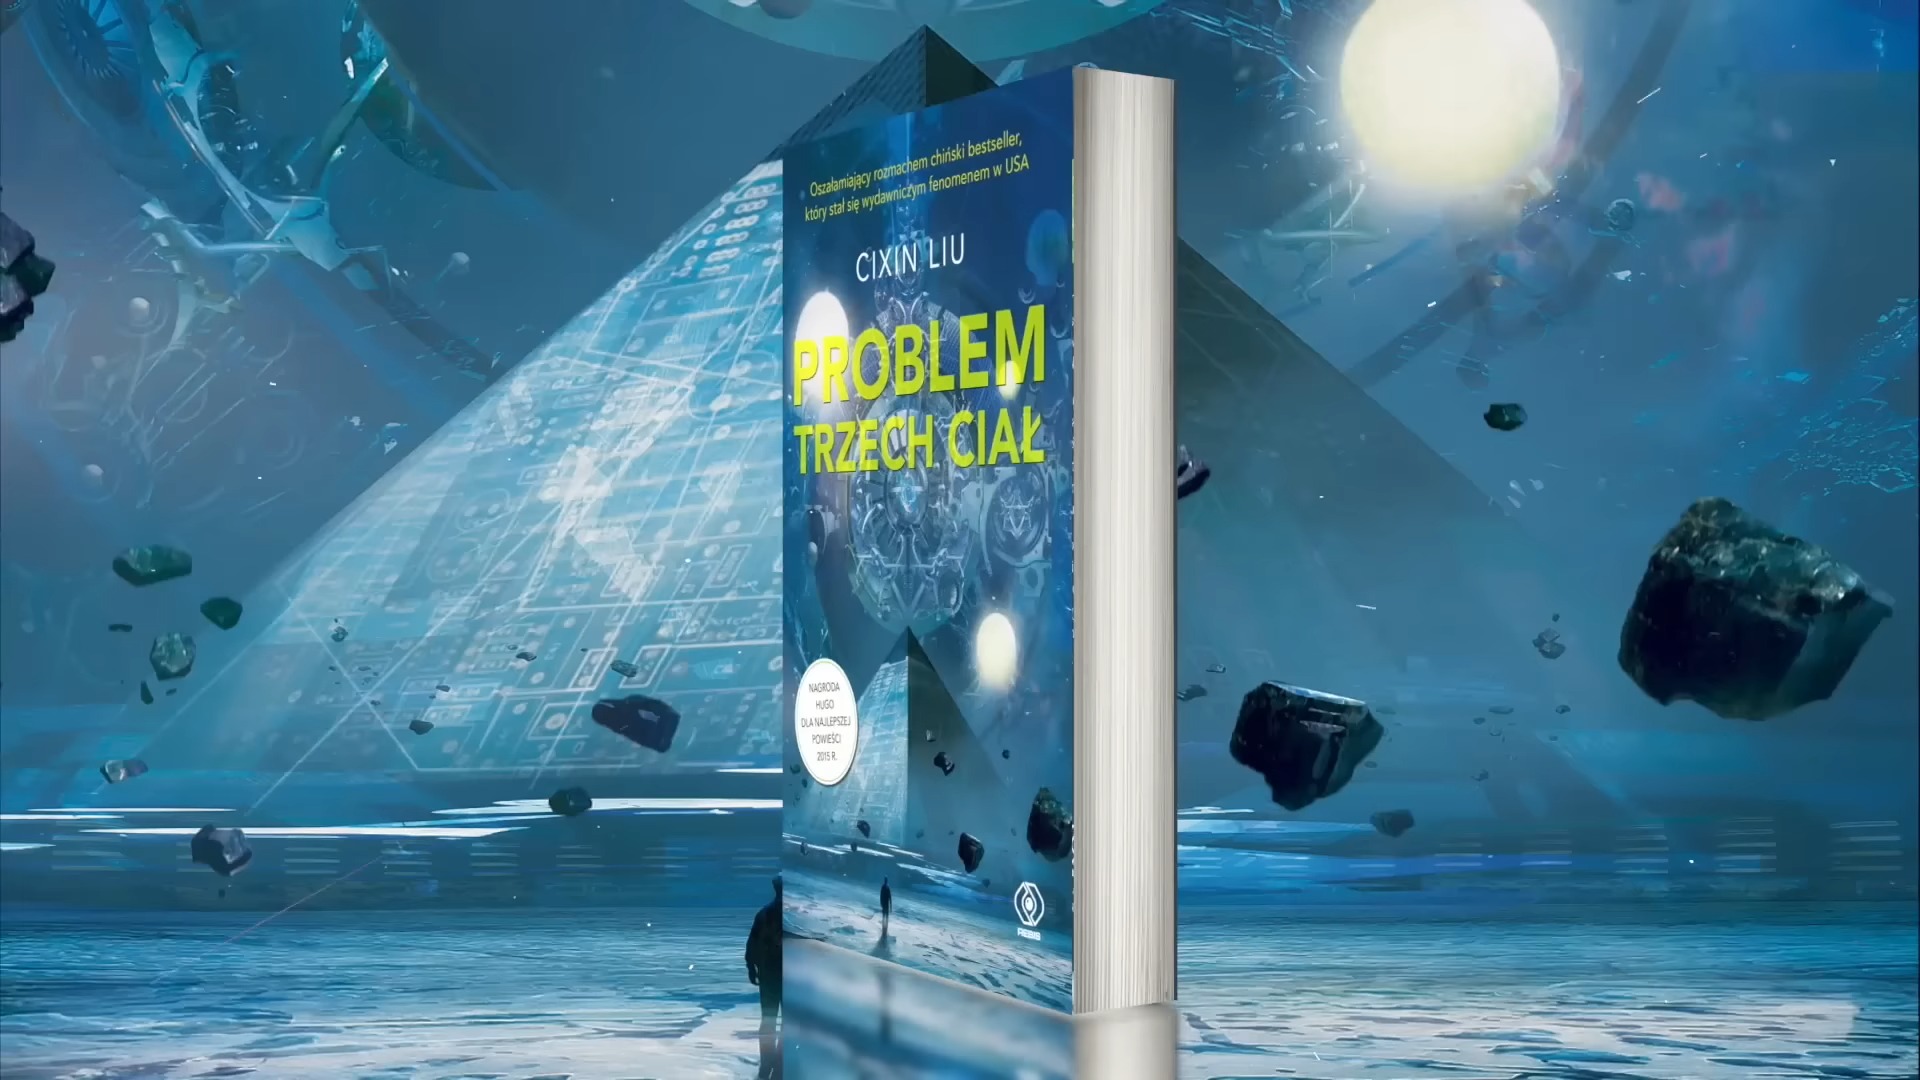 Oszałamiający rozmachem chiński bestseller,
który stał się wydawniczym fenomenem w USA
CIXIN LIU
PROBLEM
TRZECH CIAŁ
NAGRODA
HUGO
DLA NAJLEPSZEJ
POWIEŚCI
2015 R.
REBIS